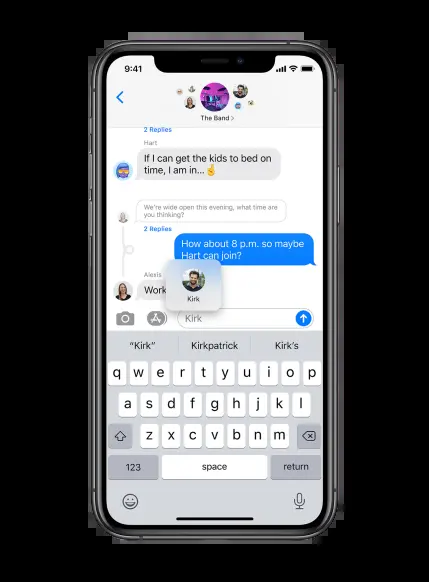 9:41
The Band >
2 Replies
Hart
If I can get the kids to bed on
time, I am in...🤞
We're wide open this evening, what time are
you thinking?
2 Replies
How about 8 p.m. so maybe
Hart can join?
Alexis
Work
Kirk
Kirk
“Kirk” Kirkpatrick Kirk's
q w e r t y u i o p
a s d f g h j k l
z x c v b n m
123 space return